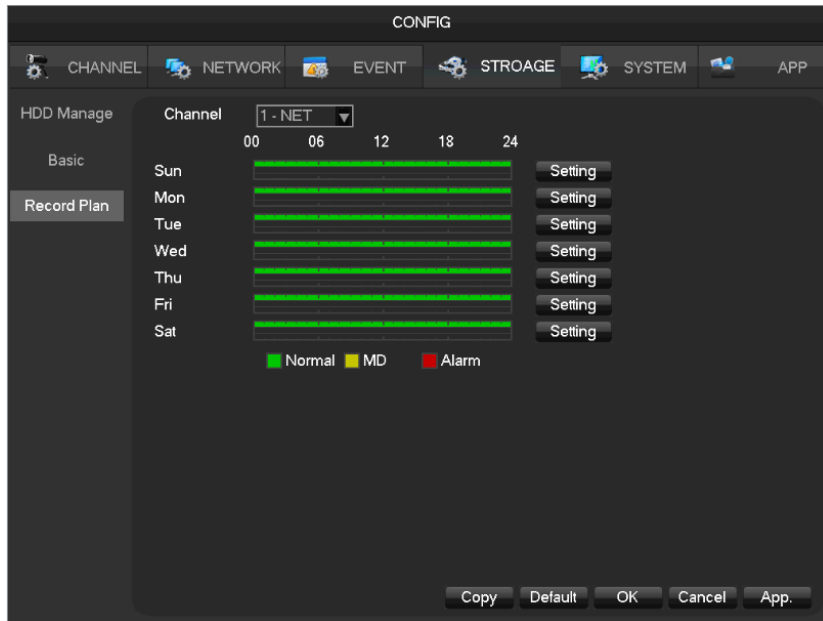 CONFIG
CHANNEL NETWORK EVENT STROAGE SYSTEM APP
HDD Manage
Basic
Record Plan
Channel 1 - NET
00 06 12 18 24
Sun Setting
Mon Setting
Tue Setting
Wed Setting
Thu Setting
Fri Setting
Sat Setting
Normal MD Alarm
Copy Default OK Cancel App.